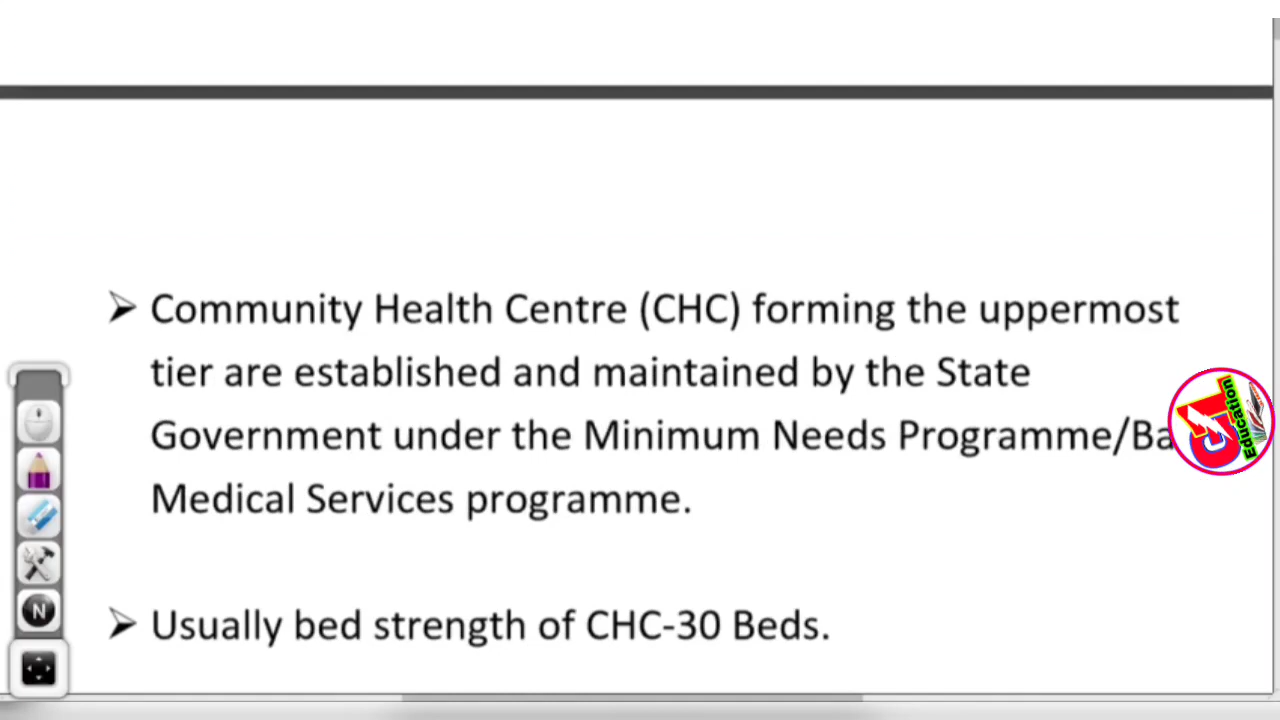 ➢ Community Health Centre (CHC) forming the uppermost
tier are established and maintained by the State
Government under the Minimum Needs Programme/Ba
Medical Services programme.
➢ Usually bed strength of CHC-30 Beds.
N
Education